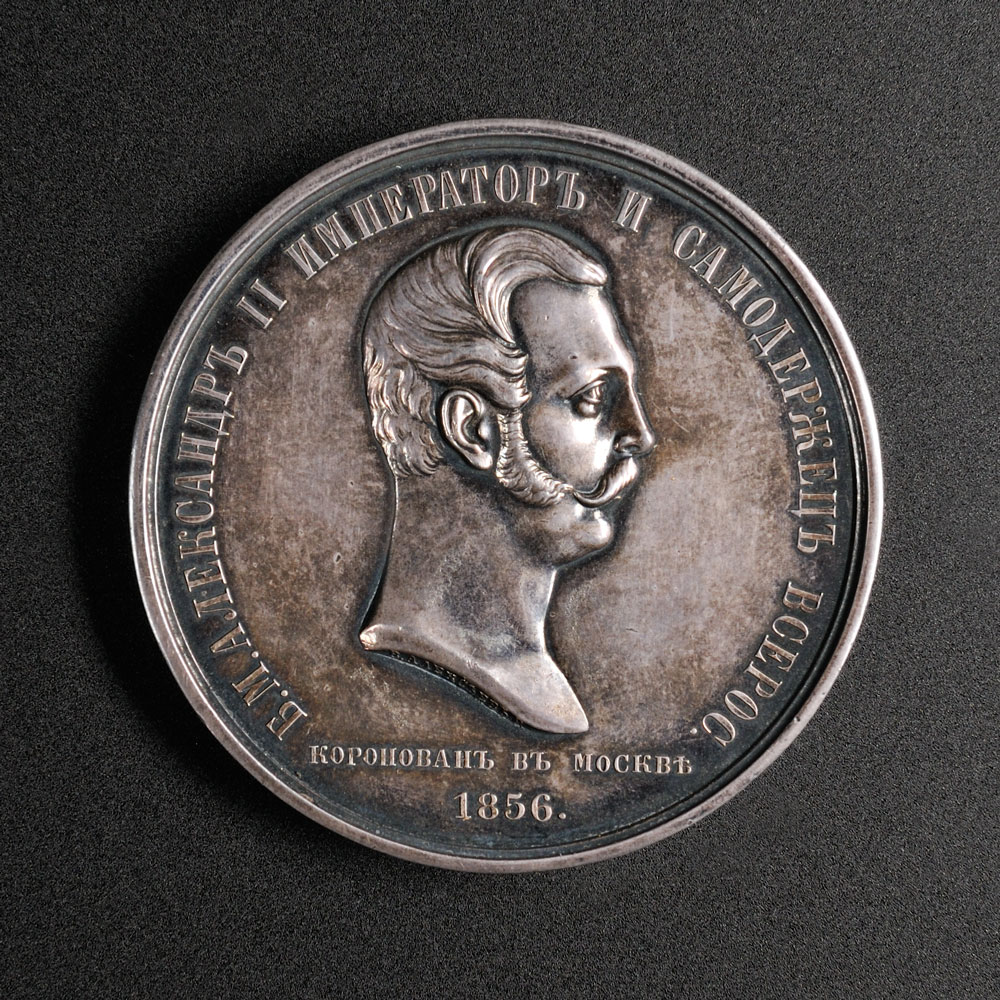 Б.М.АЛЕКСАНДРЪ II ИМПЕРАТОРЪ И САМОДЕРЖЕЦЪ ВСЕРОС.
КОРОНОВАНЪ ВЪ МОСКВѢ
1856.